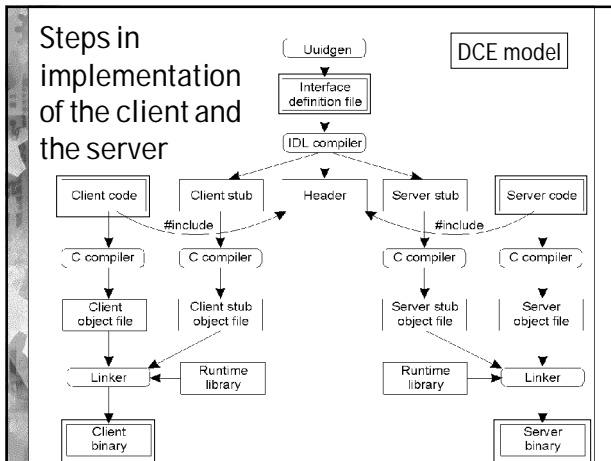 Steps in
implementation
of the client and
the server
DCE model
Uuidgen
Interface
definition file
IDL compiler
Client code
Client stub
Header
Server stub
Server code
#include
#include
C compiler
C compiler
C compiler
C compiler
Client
object file
Client stub
object file
Server stub
object file
Server
object file
Linker
Runtime
library
Runtime
library
Linker
Client
binary
Server
binary